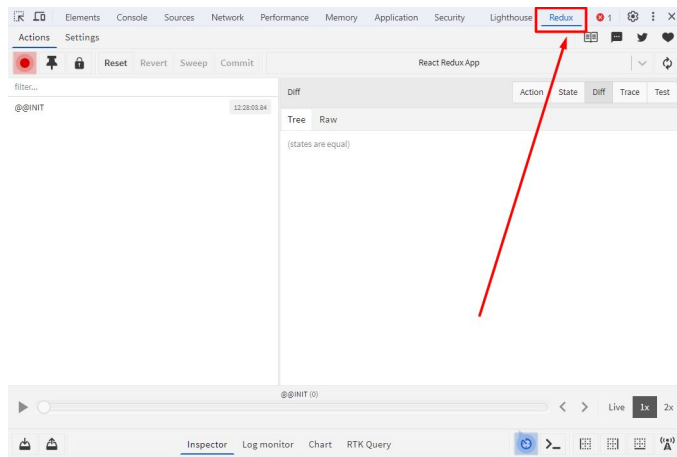 Elements Console Sources Network Performance Memory Application Security Lighthouse Redux 1
Actions Settings
Reset Revert Sweep Commit React Redux App
filter... Diff Action State Diff Trace Test
@@INIT 12:28:03.84
Tree Raw
(states are equal)
@@INIT (0)
Live 1x 2x
Inspector Log monitor Chart RTK Query